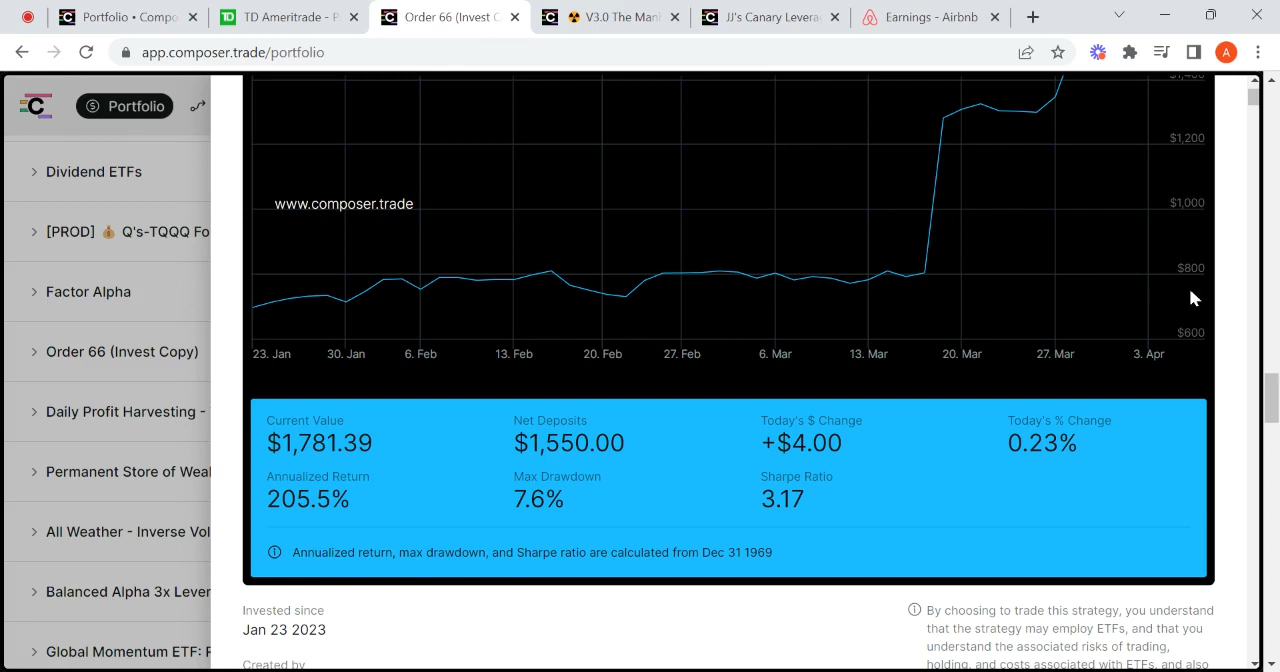 Portfolio • Compo
TD Ameritrade - P
Order 66 (Invest C
V3.0 The Manh
JJ's Canary Levera
Earnings - Airbnb
app.composer.trade/portfolio
A
C
Portfolio
Dividend ETFs
[PROD] 💰 Q's-TQQQ Fo
Factor Alpha
Order 66 (Invest Copy)
Daily Profit Harvesting -
Permanent Store of Weal
All Weather - Inverse Vol
Balanced Alpha 3x Lever
Global Momentum ETF: F
www.composer.trade
$1,400
$1,200
$1,000
$800
$600
23. Jan 30. Jan 6. Feb 13. Feb 20. Feb 27. Feb 6. Mar 13. Mar 20. Mar 27. Mar 3. Apr
Current Value Net Deposits Today's $ Change Today's % Change
$1,781.39 $1,550.00 +$4.00 0.23%
Annualized Return Max Drawdown Sharpe Ratio
205.5% 7.6% 3.17
Annualized return, max drawdown, and Sharpe ratio are calculated from Dec 31 1969
Invested since
Jan 23 2023
Created by
By choosing to trade this strategy, you understand
that the strategy may employ ETFs, and that you
understand the associated risks of trading,
holding, and costs associated with ETFs, and also